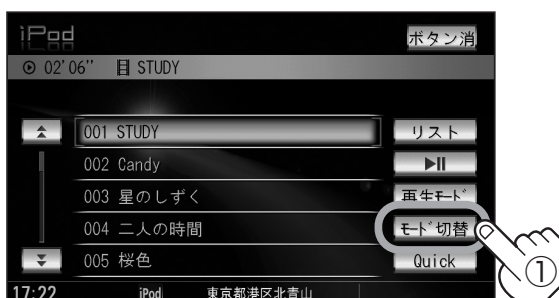 iPod
ボタン消
02'06'' STUDY
001 STUDY
リスト
002 Candy
003 星のしずく
再生モード
004 二人の時間
モード切替
005 桜色
Quick
①
17:22 iPod 東京都港区北青山